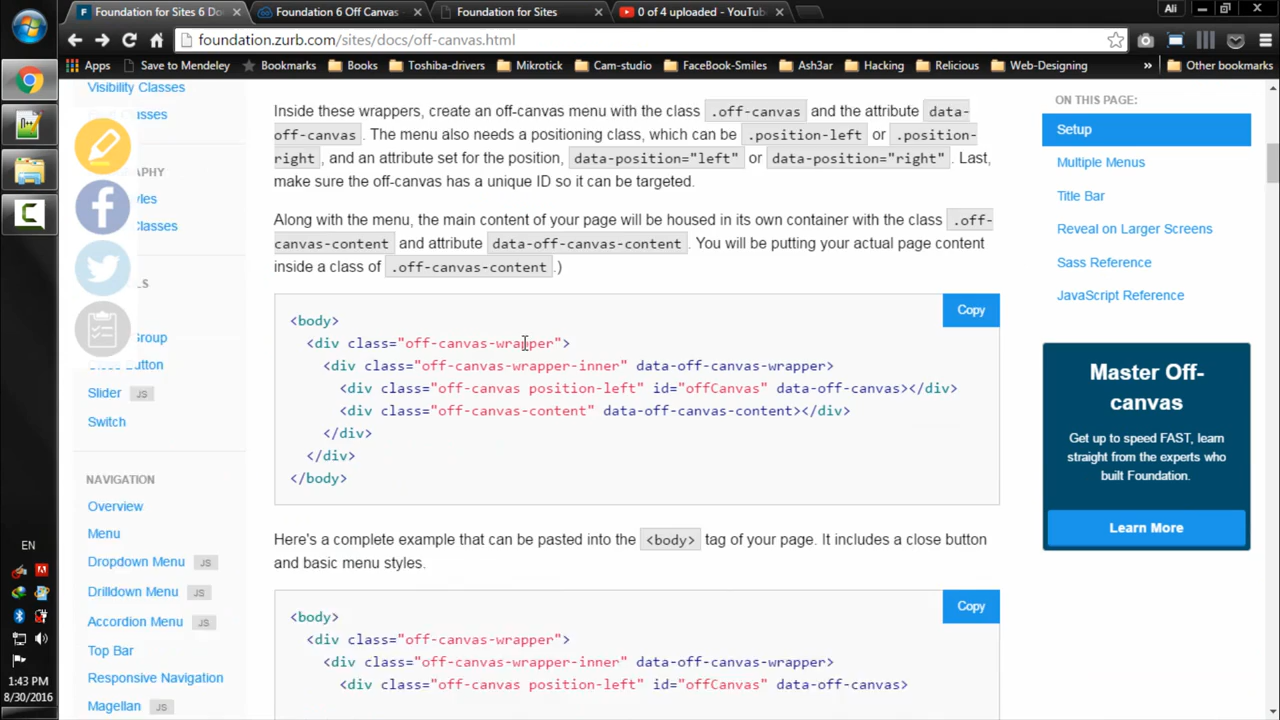 Foundation for Sites 6 Do
Foundation 6 Off Canvas
Foundation for Sites
0 of 4 uploaded - YouTub
Ali
foundation.zurb.com/sites/docs/off-canvas.html
Apps
Save to Mendeley
Bookmarks
Books
Toshiba-drivers
Mikrotick
Cam-studio
FaceBook-Smiles
Ash3ar
Hacking
Relicious
Web-Designing
»
Other bookmarks
Visibility Classes
Classes
OGRAPHY
yles
Classes
LS
Group
Close Button
Slider JS
Switch
NAVIGATION
Overview
Menu
Dropdown Menu JS
Drilldown Menu JS
Accordion Menu JS
Top Bar
Responsive Navigation
Magellan JS
Inside these wrappers, create an off-canvas menu with the class .off-canvas and the attribute data-
off-canvas . The menu also needs a positioning class, which can be .position-left or .position-
right , and an attribute set for the position, data-position="left" or data-position="right" . Last,
make sure the off-canvas has a unique ID so it can be targeted.
Along with the menu, the main content of your page will be housed in its own container with the class .off-
canvas-content and attribute data-off-canvas-content . You will be putting your actual page content
inside a class of .off-canvas-content .)
Copy
<body>
<div class="off-canvas-wrapper">
<div class="off-canvas-wrapper-inner" data-off-canvas-wrapper>
<div class="off-canvas position-left" id="offCanvas" data-off-canvas></div>
<div class="off-canvas-content" data-off-canvas-content></div>
</div>
</div>
</body>
Here's a complete example that can be pasted into the <body> tag of your page. It includes a close button
and basic menu styles.
Copy
<body>
<div class="off-canvas-wrapper">
<div class="off-canvas-wrapper-inner" data-off-canvas-wrapper>
<div class="off-canvas position-left" id="offCanvas" data-off-canvas>
ON THIS PAGE:
Setup
Multiple Menus
Title Bar
Reveal on Larger Screens
Sass Reference
JavaScript Reference
Master Off-
canvas
Get up to speed FAST, learn
straight from the experts who
built Foundation.
Learn More
EN
1:43 PM
8/30/2016